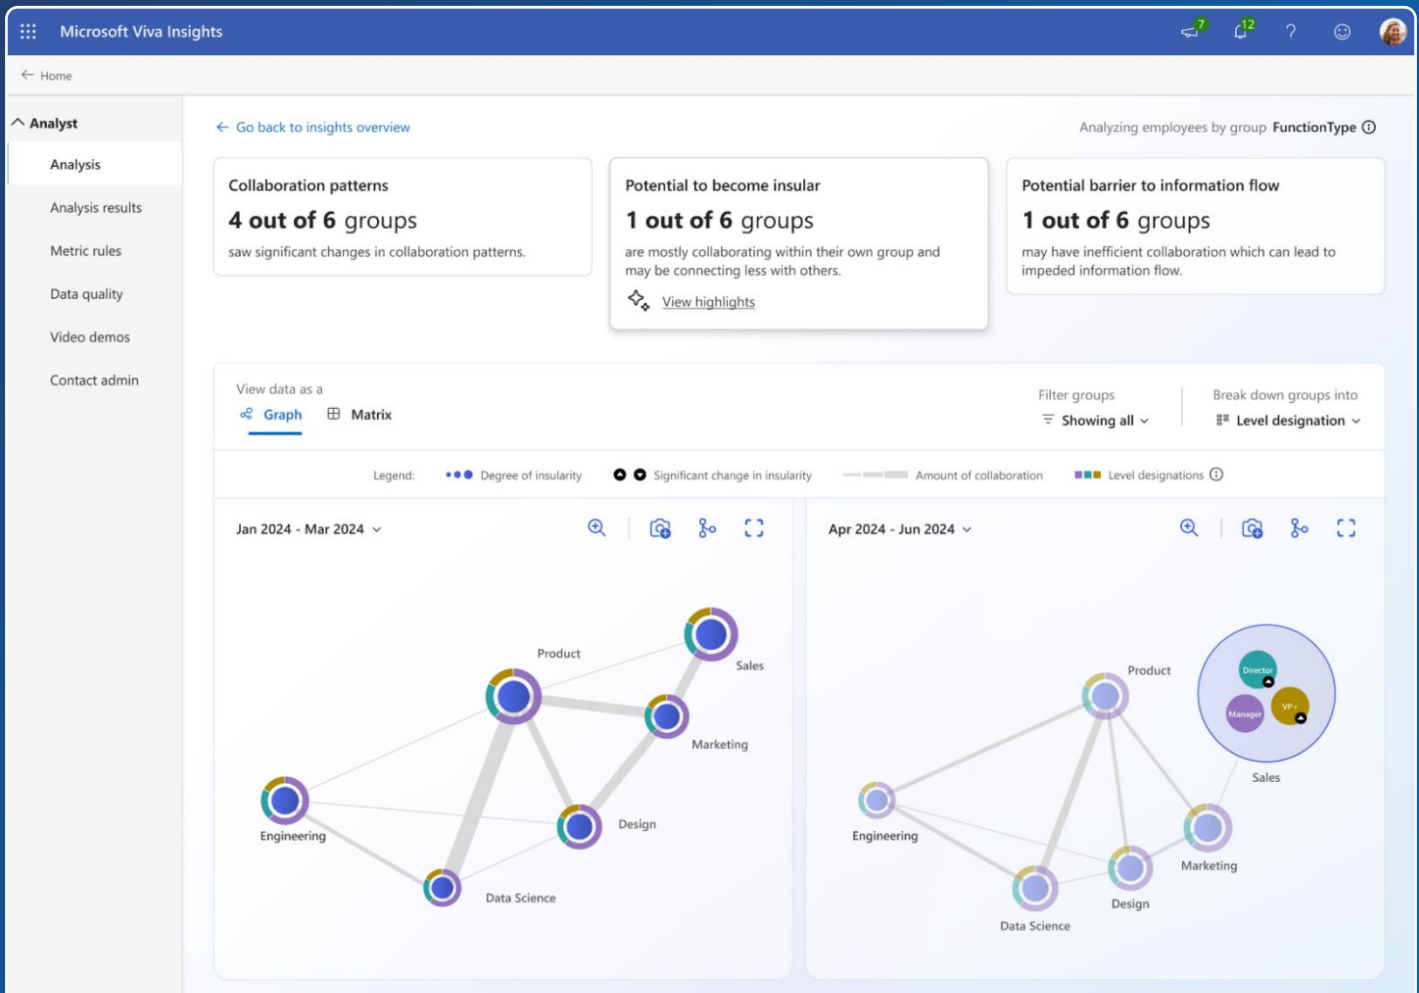 Microsoft Viva Insights
7
12
?
← Home
Analyst
Analysis
Analysis results
Metric rules
Data quality
Video demos
Contact admin
← Go back to insights overview
Analyzing employees by group FunctionType
Collaboration patterns
4 out of 6 groups
saw significant changes in collaboration patterns.
Potential to become insular
1 out of 6 groups
are mostly collaborating within their own group and
may be connecting less with others.
View highlights
Potential barrier to information flow
1 out of 6 groups
may have inefficient collaboration which can lead to
impeded information flow.
View data as a
Graph Matrix
Filter groups
Showing all
Break down groups into
Level designation
Legend: Degree of insularity Significant change in insularity Amount of collaboration Level designations
Jan 2024 - Mar 2024
Product
Sales
Marketing
Engineering
Design
Data Science
Apr 2024 - Jun 2024
Product
Director
VP+
Manager
Sales
Engineering
Marketing
Design
Data Science